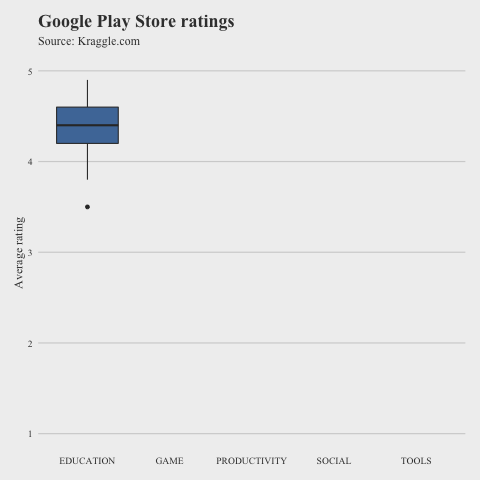 Google Play Store ratings
Source: Kraggle.com
5
4
3
2
1
Average rating
EDUCATION GAME PRODUCTIVITY SOCIAL TOOLS